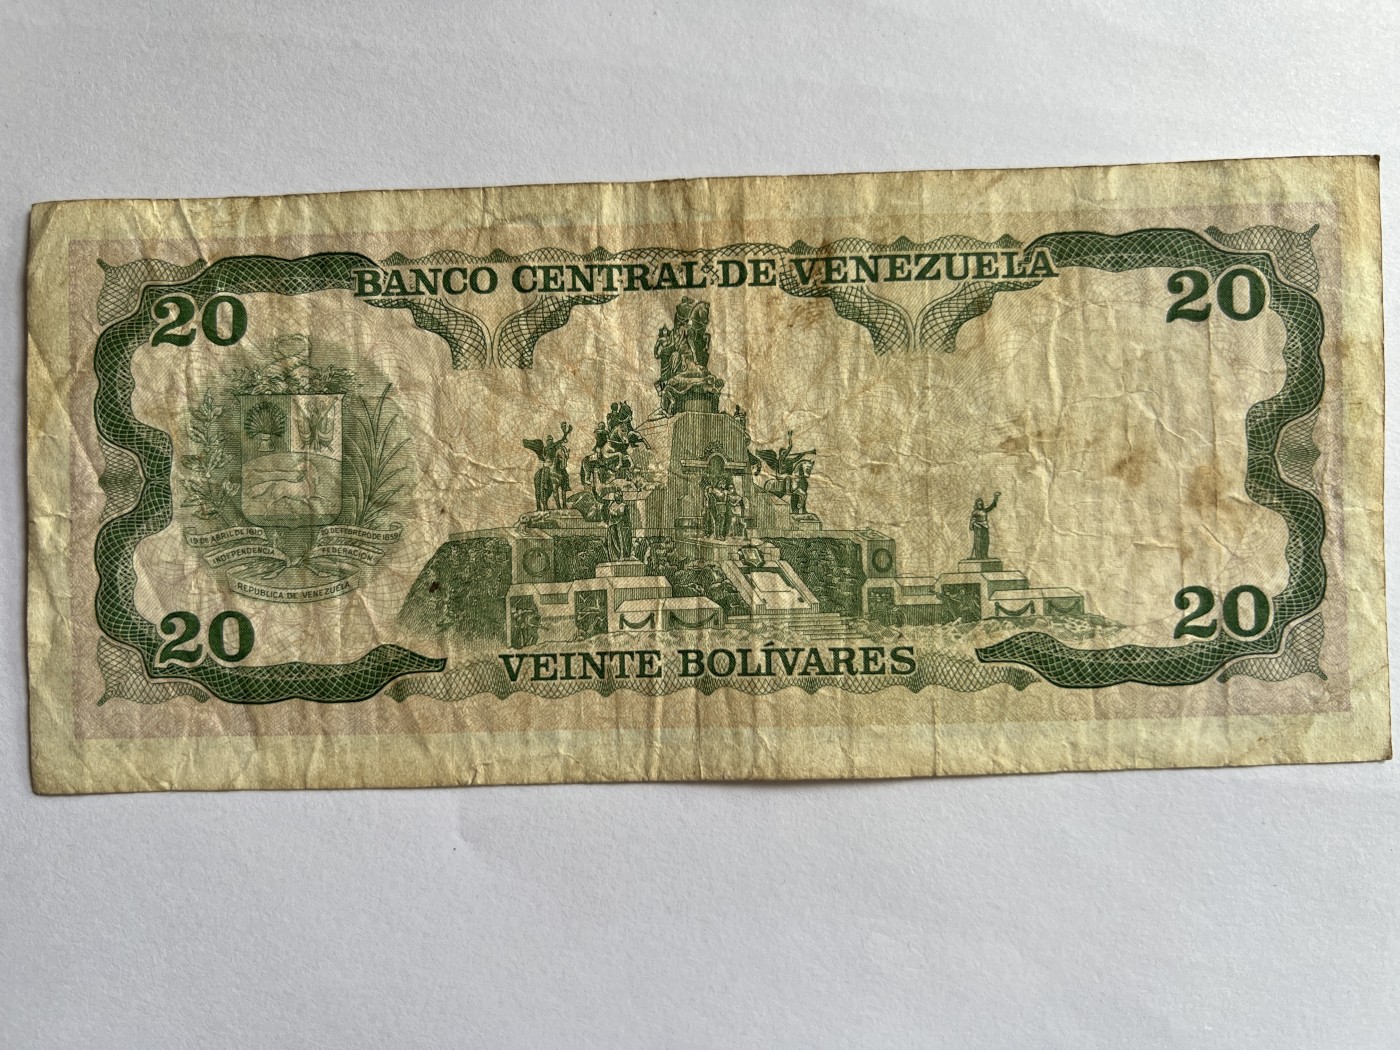 BANCO CENTRAL DE VENEZUELA
20
20
19 DE ABRIL DE 1810
20 DE FEBRERO DE 1859
INDEPENDENCIA
FEDERACION
REPUBLICA DE VENEZUELA
20
20
VEINTE BOLÍVARES